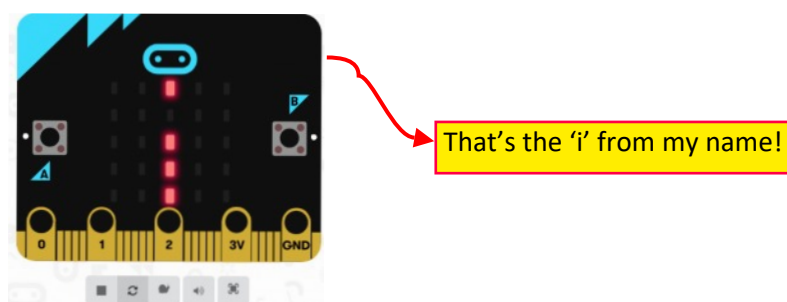 B
A
0 1 2 3V GND
That's the ‘i’ from my name!